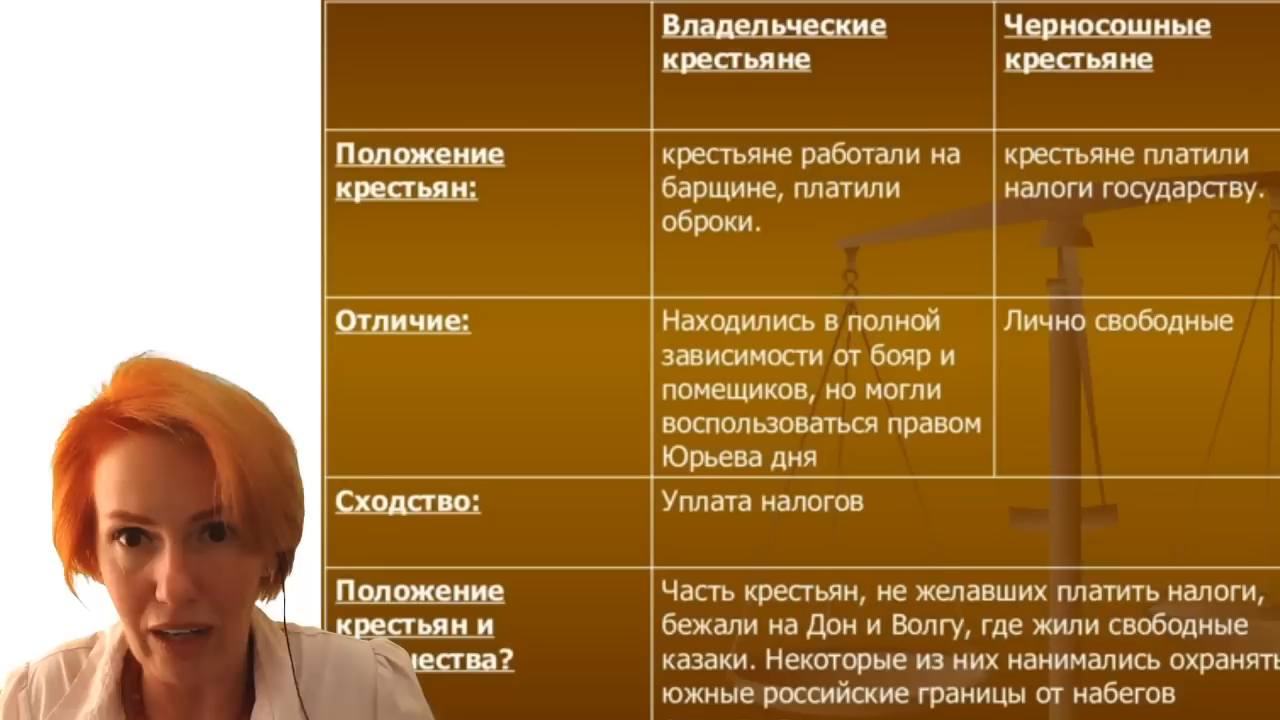 Владельческие
крестьяне
Черносошные
крестьяне
Положение
крестьян:
крестьяне работали на
барщине, платили
оброки.
крестьяне платили
налоги государству.
Отличие:
Находились в полной
зависимости от бояр и
помещиков, но могли
воспользоваться правом
Юрьева дня
Лично свободные
Сходство:
Уплата налогов
Положение
крестьян и
Часть крестьян, не желавших платить налоги,
бежали на Дон и Волгу, где жили свободные
казаки. Некоторые из них нанимались охранять
южные российские границы от набегов